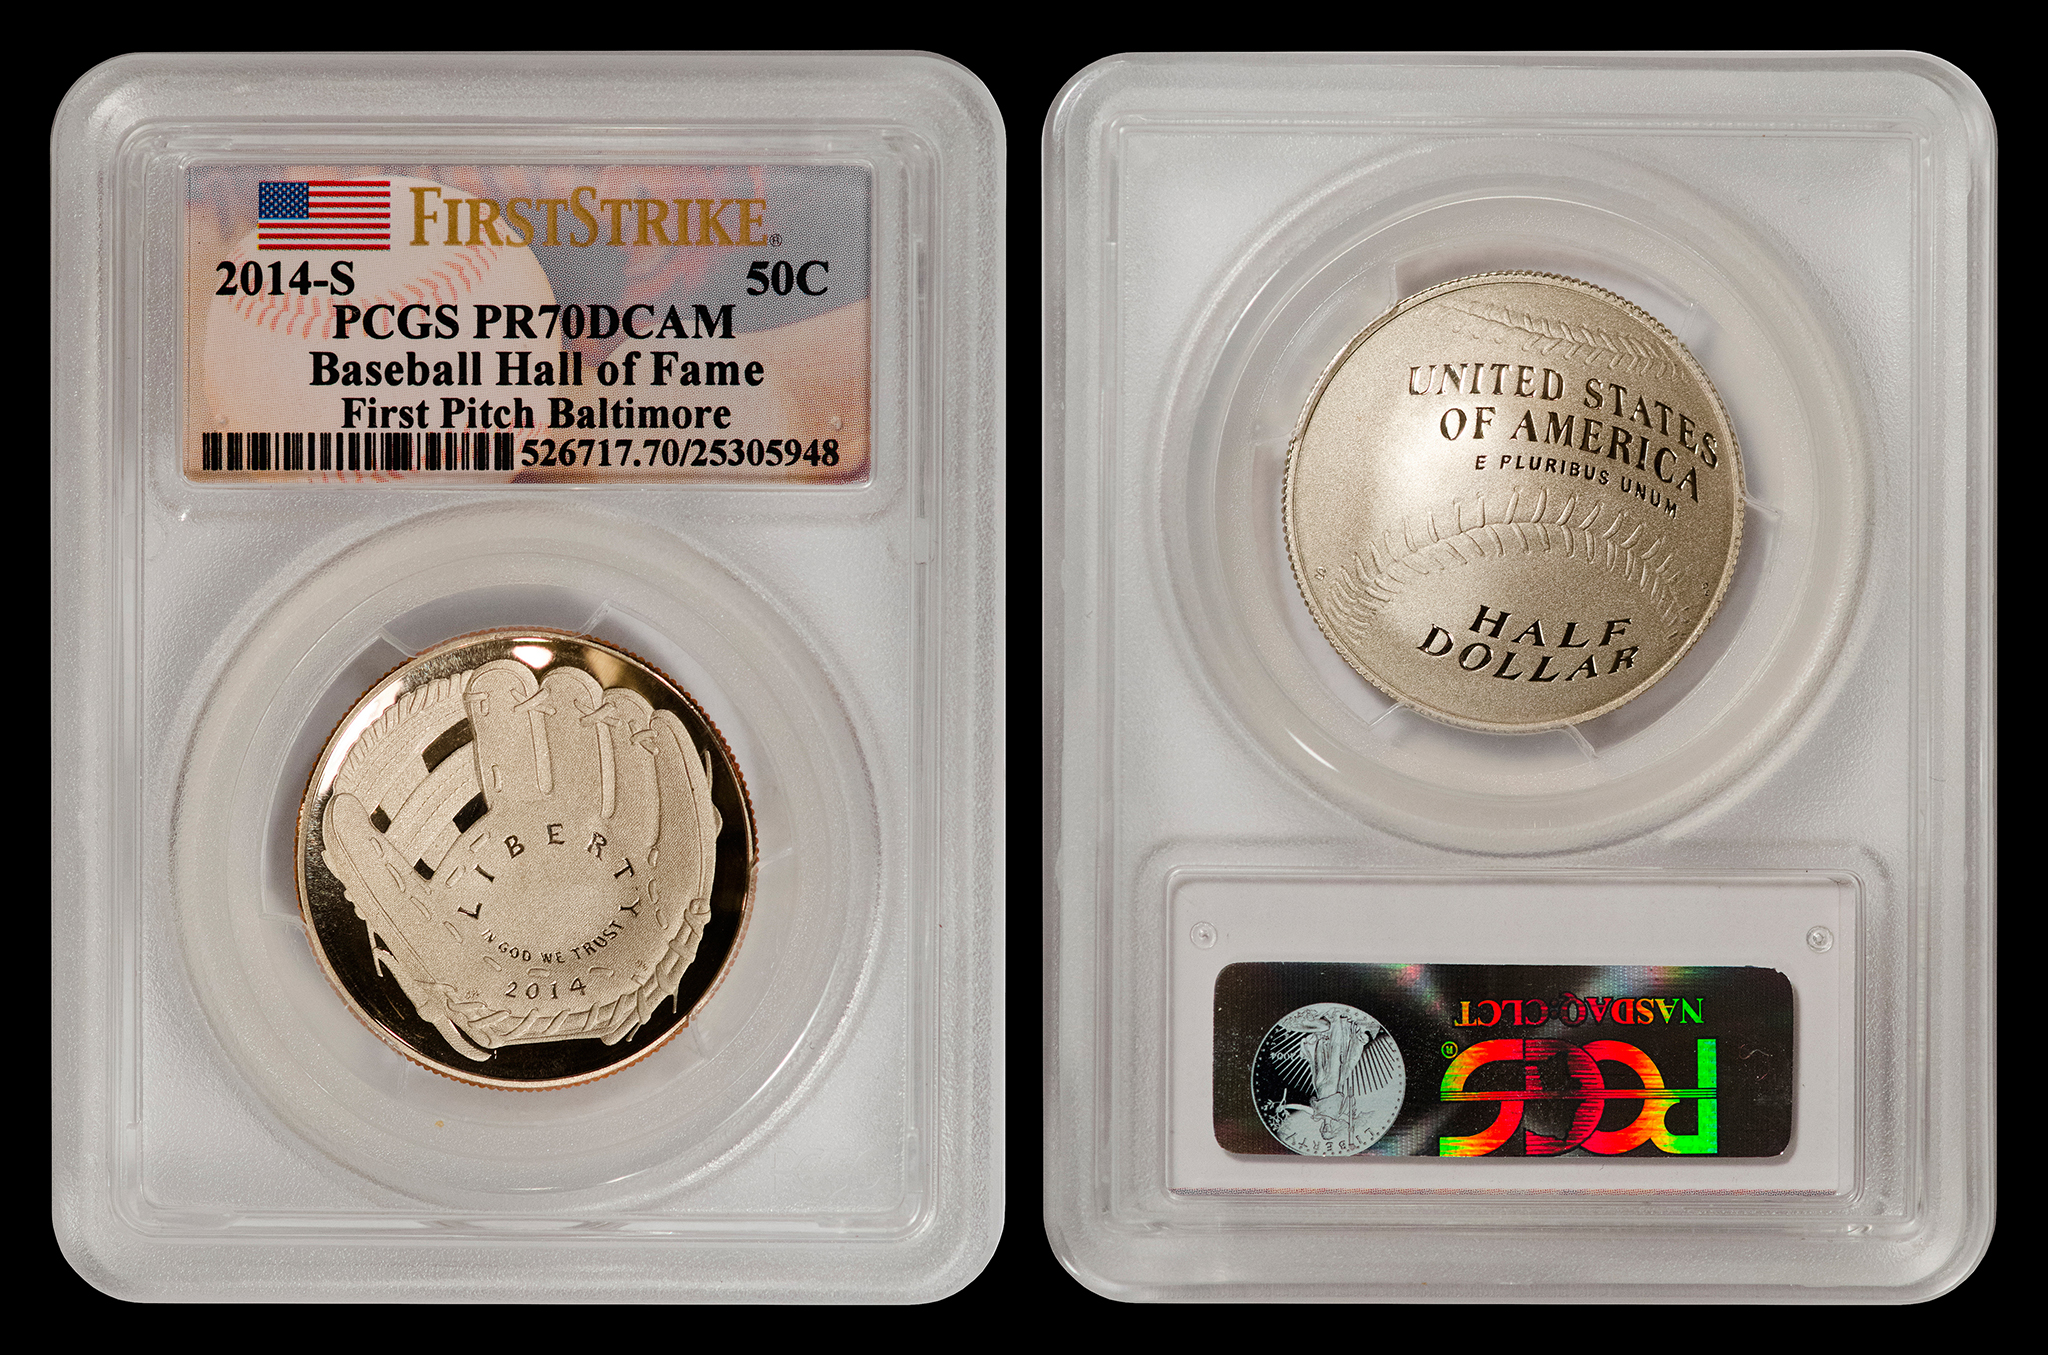 FIRSTSTRIKE®
2014-S 50C
PCGS PR70DCAM
Baseball Hall of Fame
First Pitch Baltimore
526717.70/25305948
LIBERTY
IN GOD WE TRUST
2014
UNITED STATES
OF AMERICA
E PLURIBUS UNUM
S
HALF
DOLLAR
NASDAQ:CLCT
PCGS®
LIBERTY